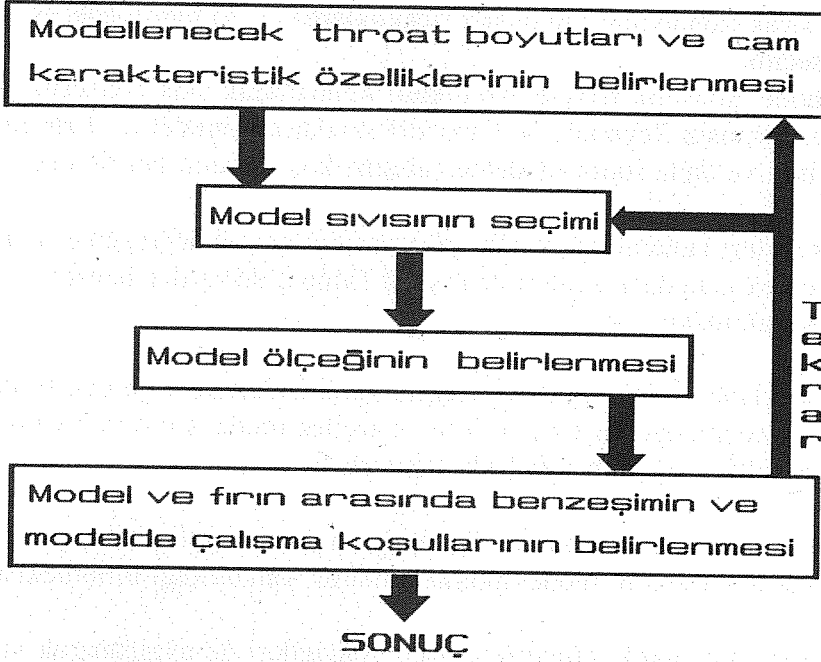 Modellenecek throat boyutları ve cam
karakteristik özelliklerinin belirlenmesi
Model sıvısının seçimi
Model ölçeğinin belirlenmesi
Tekrar
Model ve fırın arasında benzeşimin ve
modelde çalışma koşullarının belirlenmesi
SONUÇ